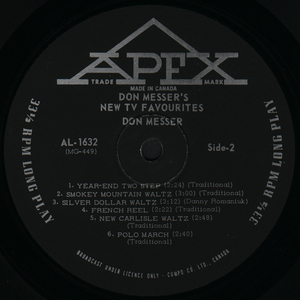 APEX
TRADE MARK
MADE IN CANADA
DON MESSER'S
NEW TV FAVOURITES
DON MESSER
AL-1632
(MG-449)
Side-2
33⅓ RPM LONG PLAY
33⅓ RPM LONG PLAY
1. YEAR-END TWO STEP (2:24) (Traditional)
2. SMOKEY MOUNTAIN WALTZ (3:00) (Traditional)
3. SILVER DOLLAR WALTZ (3:12) (Danny Romaniuk)
4. FRENCH REEL (2:22) (Traditional)
5. NEW CARLISLE WALTZ (2:48)
(Traditional)
6. POLO MARCH (2:40)
(Traditional)
BROADCAST UNDER LICENCE ONLY - COMPO CO. LTD., CANADA